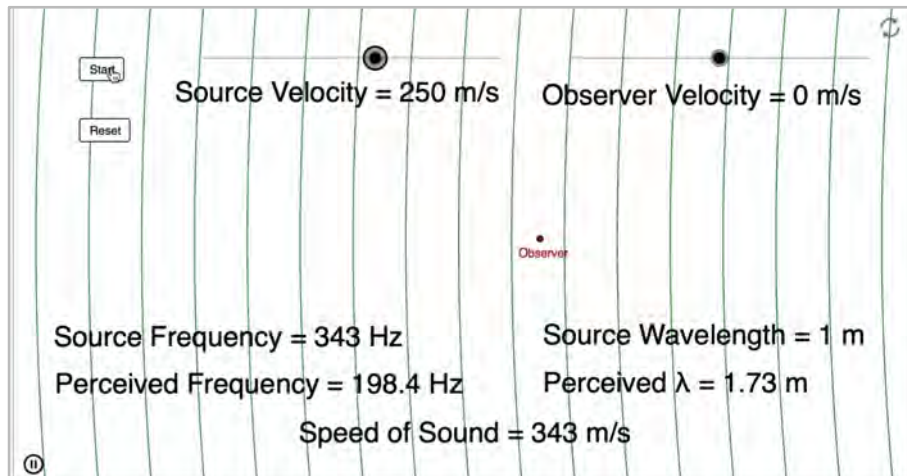 Start
Source Velocity = 250 m/s
Observer Velocity = 0 m/s
Reset
Observer
Source Frequency = 343 Hz
Source Wavelength = 1 m
Perceived Frequency = 198.4 Hz
Perceived λ = 1.73 m
Speed of Sound = 343 m/s